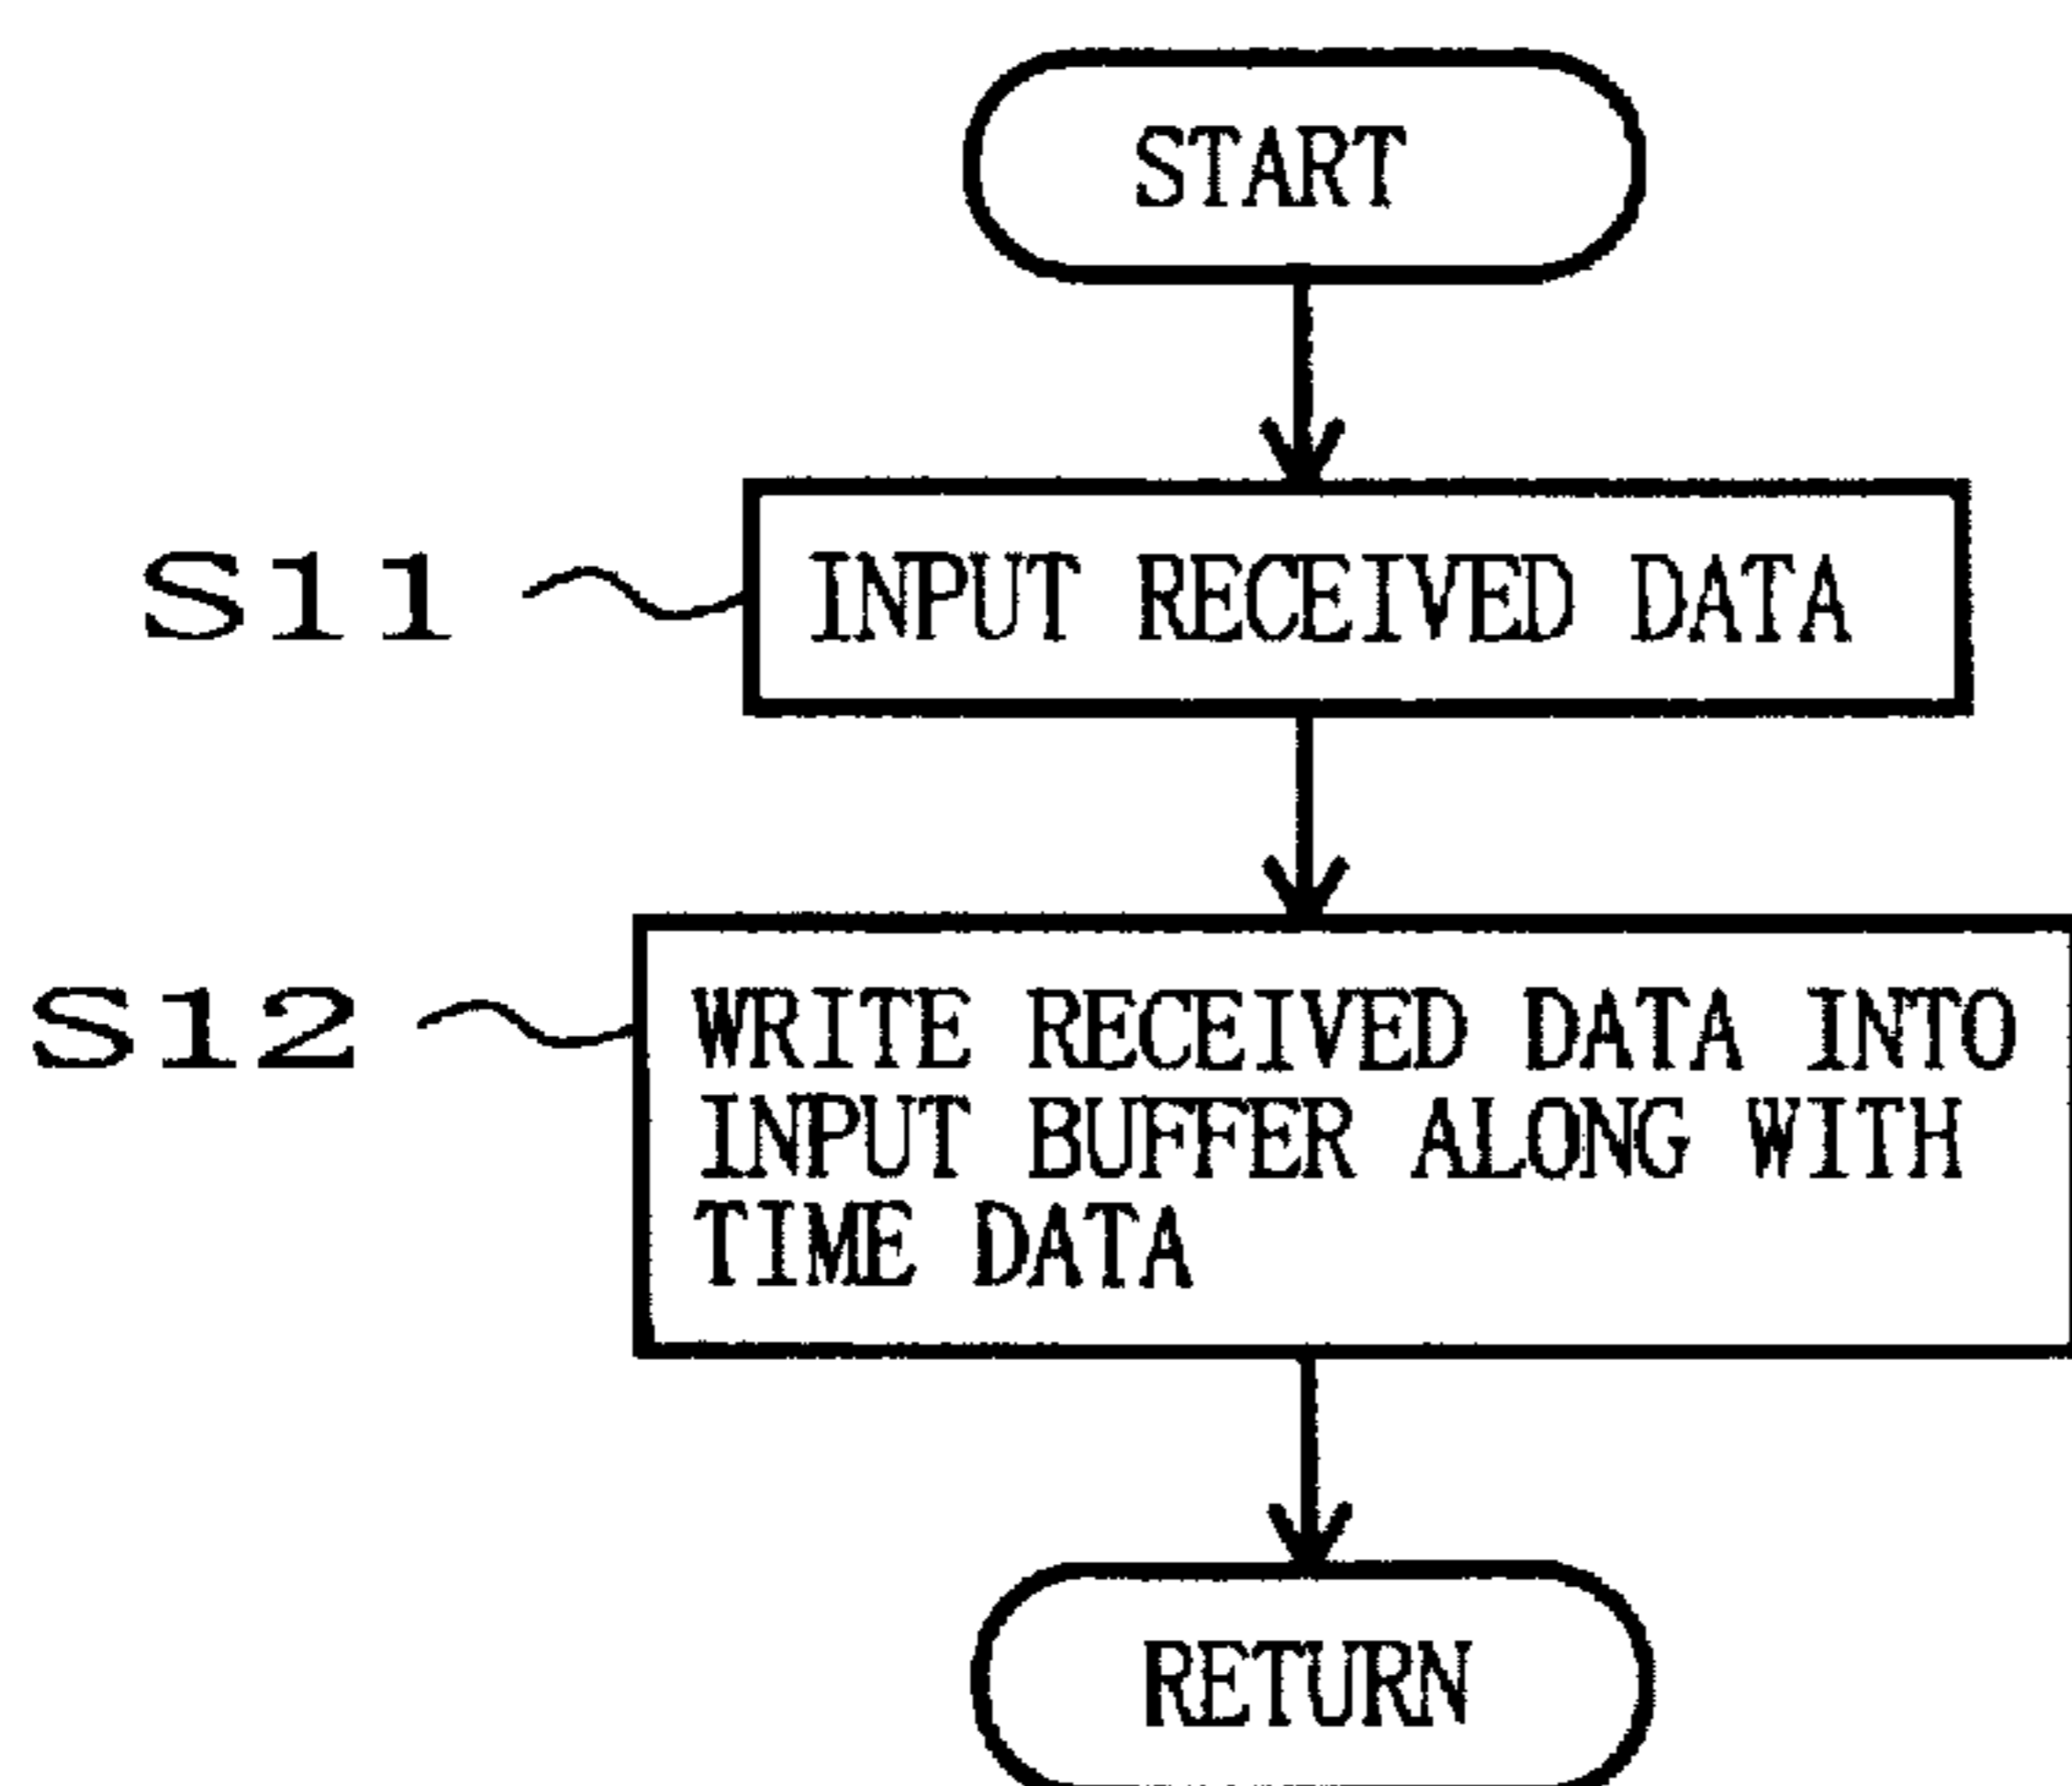 START
S11
INPUT RECEIVED DATA
S12
WRITE RECEIVED DATA INTO
INPUT BUFFER ALONG WITH
TIME DATA
RETURN